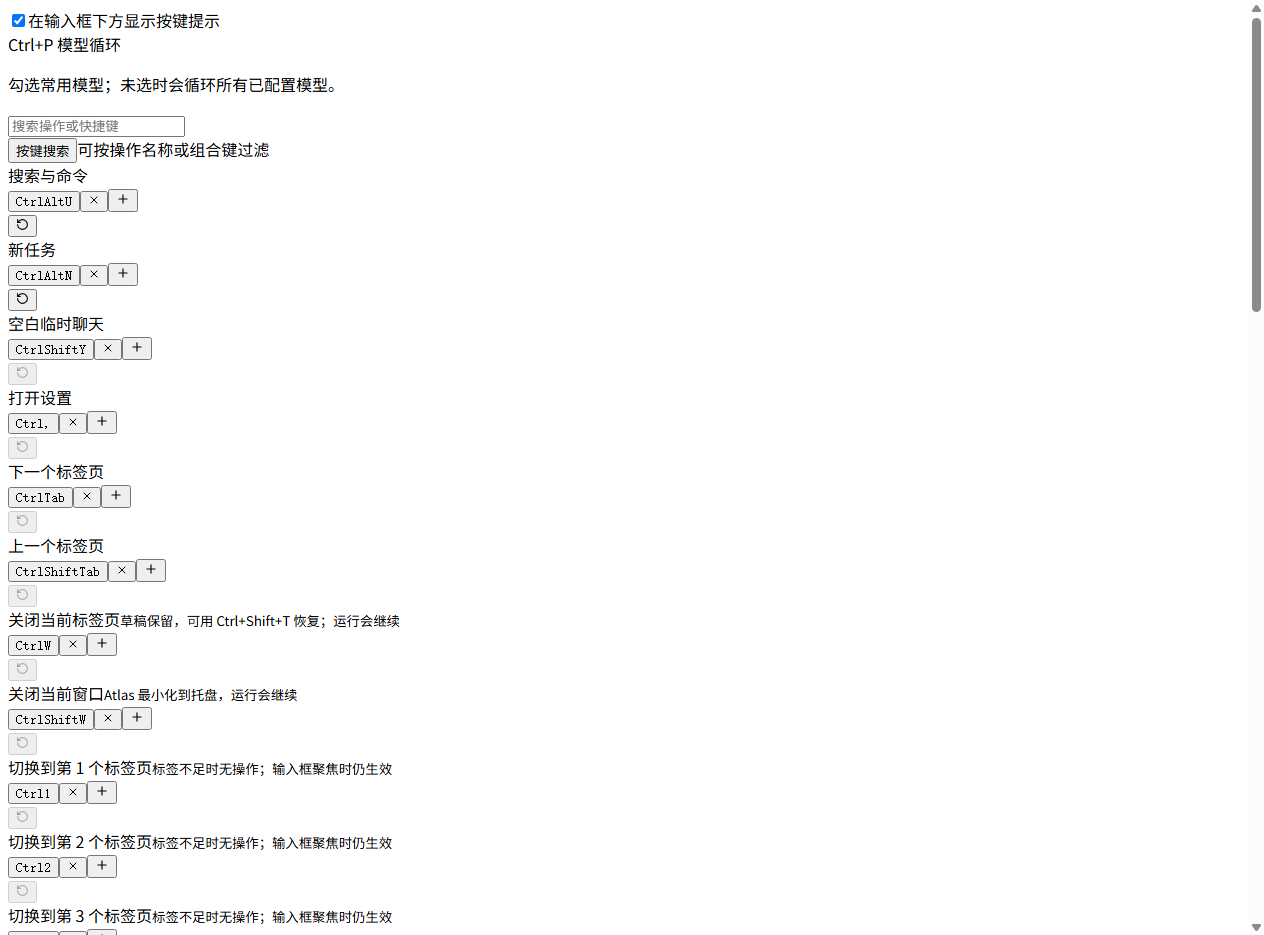 在输入框下方显示按键提示
Ctrl+P 模型循环
勾选常用模型；未选时会循环所有已配置模型。
搜索操作或快捷键
按键搜索可按操作名称或组合键过滤
搜索与命令
CtrlAltU × +
新任务
CtrlAltN × +
空白临时聊天
CtrlShiftY × +
打开设置
Ctrl, × +
下一个标签页
CtrlTab × +
上一个标签页
CtrlShiftTab × +
关闭当前标签页草稿保留，可用 Ctrl+Shift+T 恢复；运行会继续
CtrlW × +
关闭当前窗口Atlas 最小化到托盘，运行会继续
CtrlShiftW × +
切换到第 1 个标签页标签不足时无操作；输入框聚焦时仍生效
Ctrl1 × +
切换到第 2 个标签页标签不足时无操作；输入框聚焦时仍生效
Ctrl2 × +
切换到第 3 个标签页标签不足时无操作；输入框聚焦时仍生效